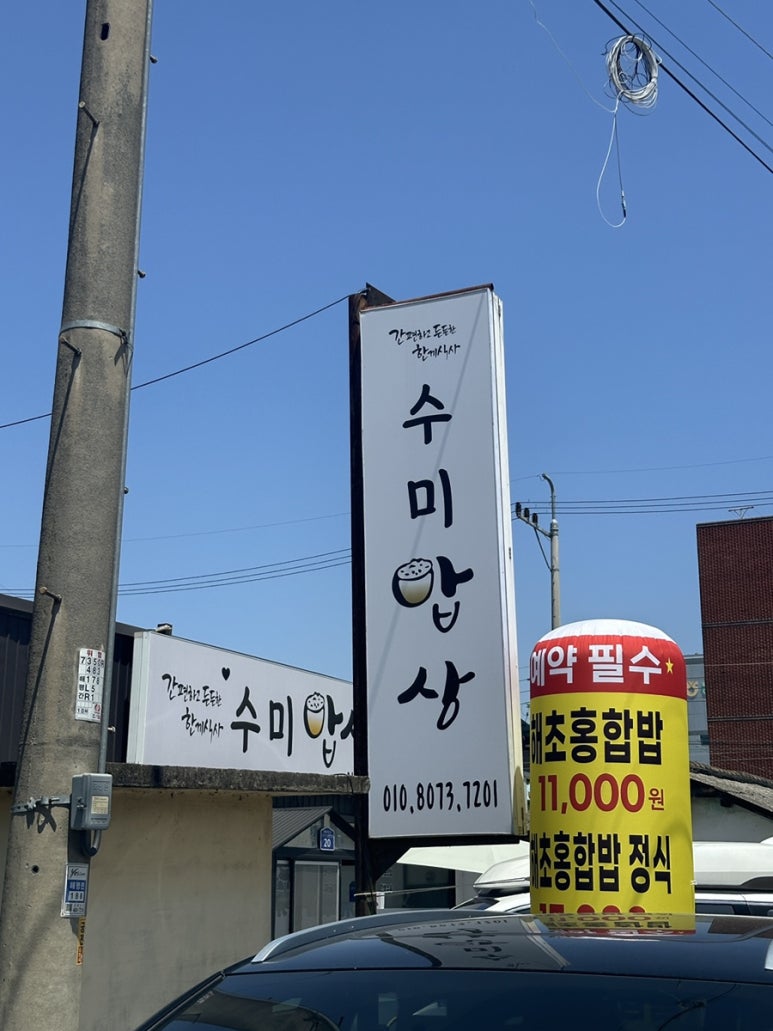 간편하고 든든한
한끼식사
수미밥상
010.8073.7201
간편하고 든든한
한끼식사
수미밥
예약 필수
해초홍합밥
11,000원
해초홍합밥 정식
20